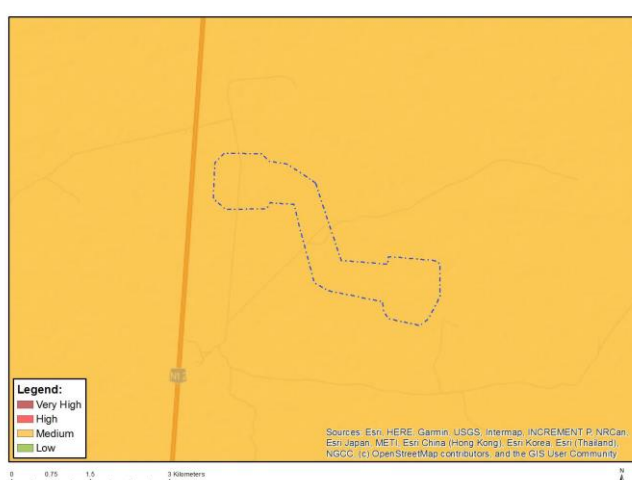 Legend:
Very High
High
Medium
Low
Sources: Esri, HERE, Garmin, USGS, Intermap, INCREMENT P, NRCan,
Esri Japan, METI, Esri China (Hong Kong), Esri Korea, Esri (Thailand),
NGCC, (c) OpenStreetMap contributors, and the GIS User Community
0 0.75 1.5 3 Kilometers
N